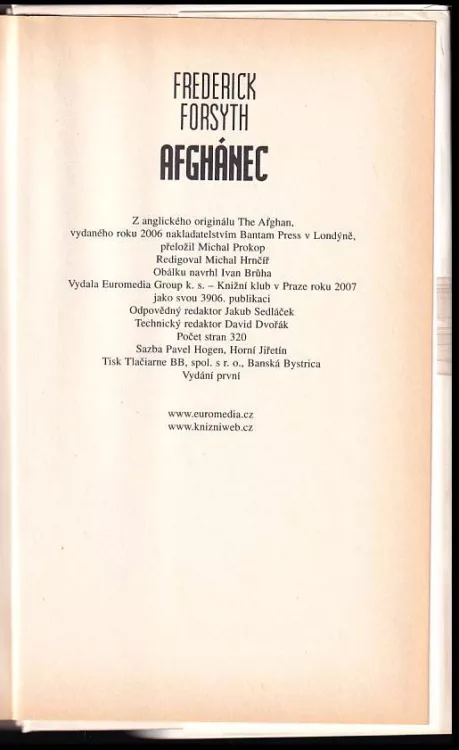 FREDERICK
FORSYTH
AFGHÁNEC
Z anglického originálu The Afghan,
vydaného roku 2006 nakladatelstvím Bantam Press v Londýně,
přeložil Michal Prokop
Redigoval Michal Hrnčíř
Obálku navrhl Ivan Brůha
Vydala Euromedia Group k. s. – Knižní klub v Praze roku 2007
jako svou 3906. publikaci
Odpovědný redaktor Jakub Sedláček
Technický redaktor David Dvořák
Počet stran 320
Sazba Pavel Hogen, Horní Jiřetín
Tisk Tlačiarne BB, spol. s r. o., Banská Bystrica
Vydání první
www.euromedia.cz
www.knizniweb.cz